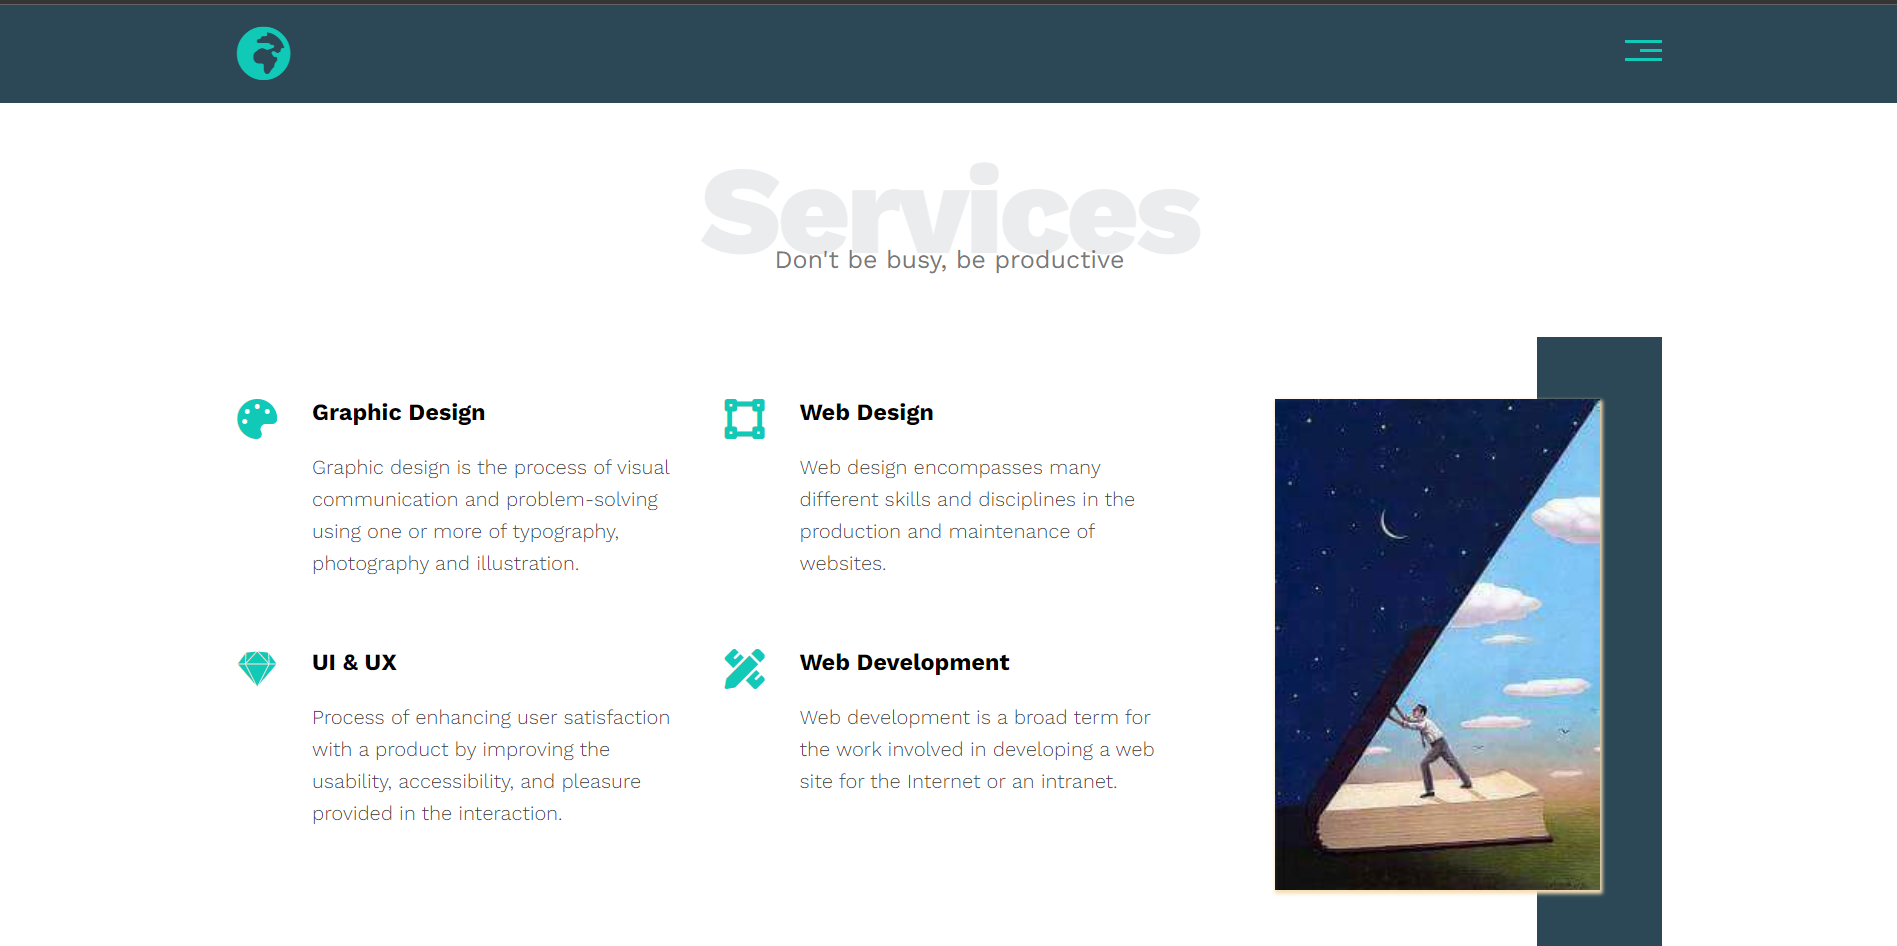 Services
Don't be busy, be productive
Graphic Design
Graphic design is the process of visual
communication and problem-solving
using one or more of typography,
photography and illustration.
Web Design
Web design encompasses many
different skills and disciplines in the
production and maintenance of
websites.
UI & UX
Process of enhancing user satisfaction
with a product by improving the
usability, accessibility, and pleasure
provided in the interaction.
Web Development
Web development is a broad term for
the work involved in developing a web
site for the Internet or an intranet.